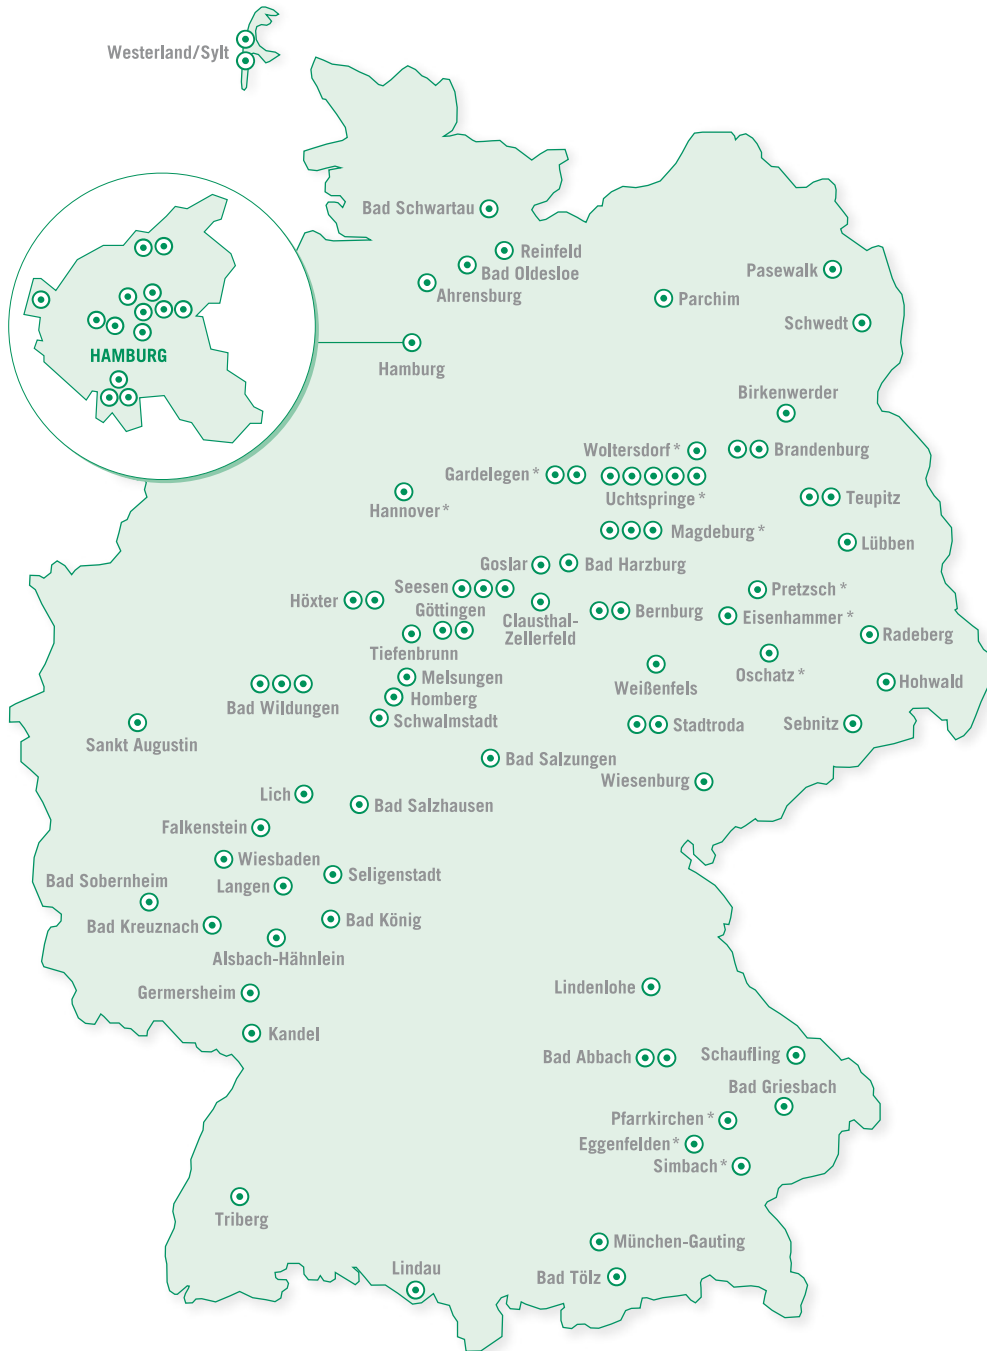 Westerland/Sylt
Bad Schwartau
Reinfeld
Bad Oldesloe
Pasewalk
Ahrensburg
Parchim
Schwedt
HAMBURG
Hamburg
Birkenwerder
Woltersdorf *
Brandenburg
Gardelegen *
Uchtspringe *
Teupitz
Hannover *
Magdeburg *
Lübben
Goslar
Bad Harzburg
Seesen
Pretzsch *
Höxter
Göttingen
Clausthal-
Zellerfeld
Bernburg
Eisenhammer *
Radeberg
Tiefenbrunn
Oschatz *
Melsungen
Weißenfels
Hohwald
Homberg
Bad Wildungen
Schwalmstadt
Stadtroda
Sebnitz
Sankt Augustin
Bad Salzungen
Wiesenburg
Lich
Bad Salzhausen
Falkenstein
Wiesbaden
Seligenstadt
Bad Sobernheim
Langen
Bad Kreuznach
Bad König
Alsbach-Hähnlein
Germersheim
Lindenlohe
Kandel
Bad Abbach
Schaufling
Bad Griesbach
Pfarrkirchen *
Eggenfelden *
Simbach *
Triberg
München-Gauting
Lindau
Bad Tölz